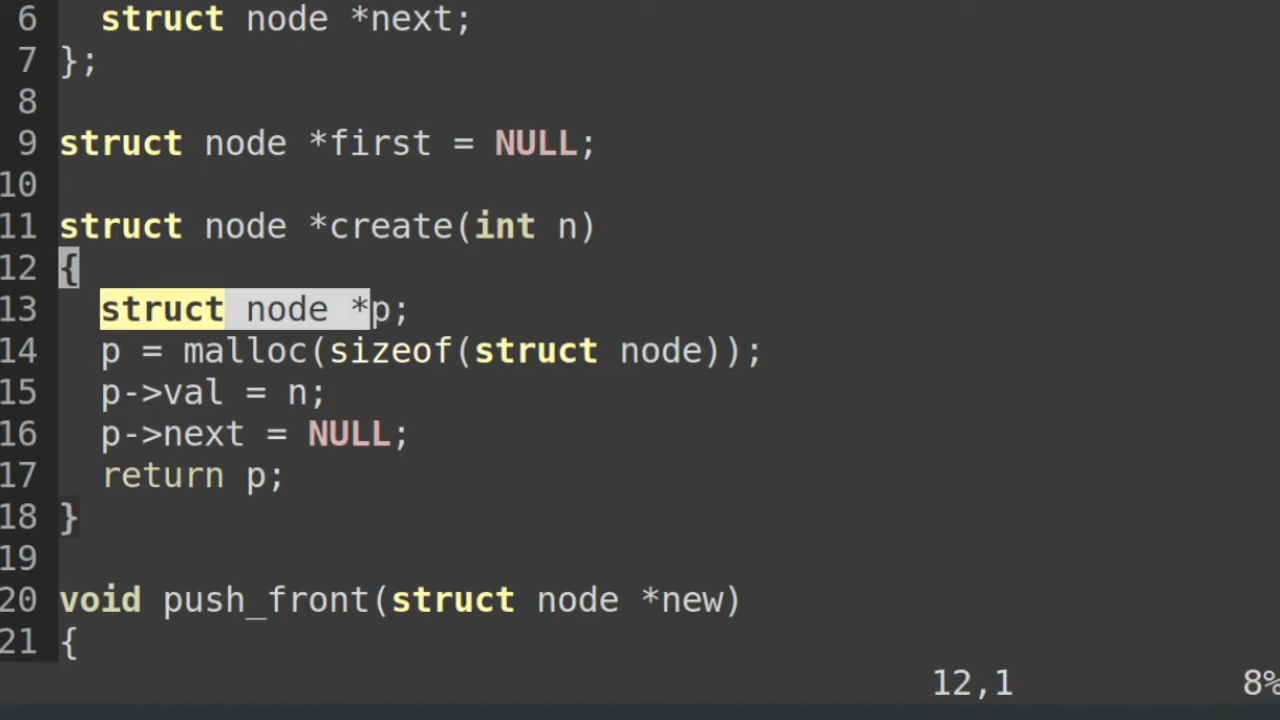 6   struct node *next;
7 };
8
9 struct node *first = NULL;
10
11 struct node *create(int n)
12 {
13   struct node *p;
14   p = malloc(sizeof(struct node));
15   p->val = n;
16   p->next = NULL;
17   return p;
18 }
19
20 void push_front(struct node *new)
21 {
12,1 8%